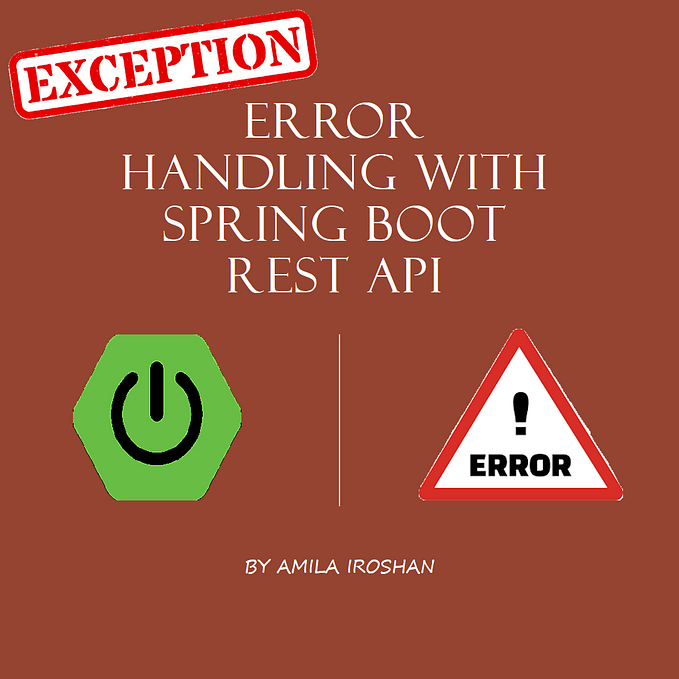 EXCEPTION
ERROR
HANDLING WITH
SPRING BOOT
REST API
!
ERROR
BY AMILA IROSHAN